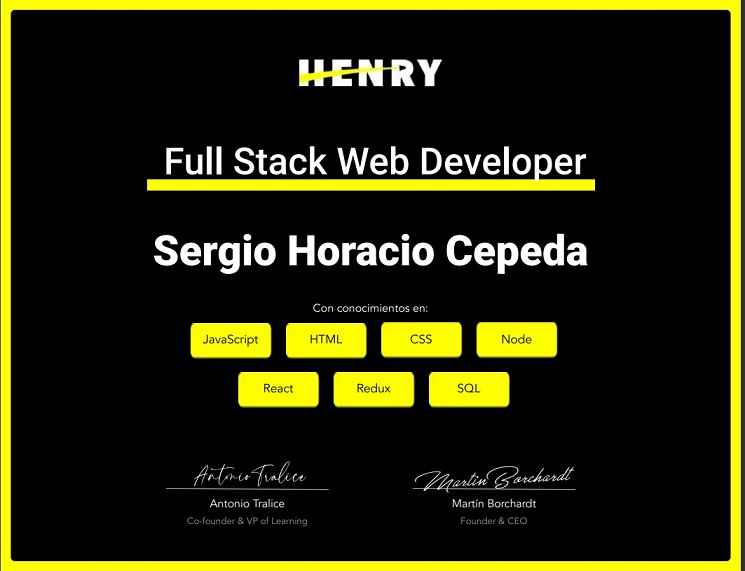 HENRY
Full Stack Web Developer
Sergio Horacio Cepeda
Con conocimientos en:
JavaScript HTML CSS Node
React Redux SQL
Antonio Tralice Martin Borchardt
Antonio Tralice Martín Borchardt
Co-founder & VP of Learning Founder & CEO